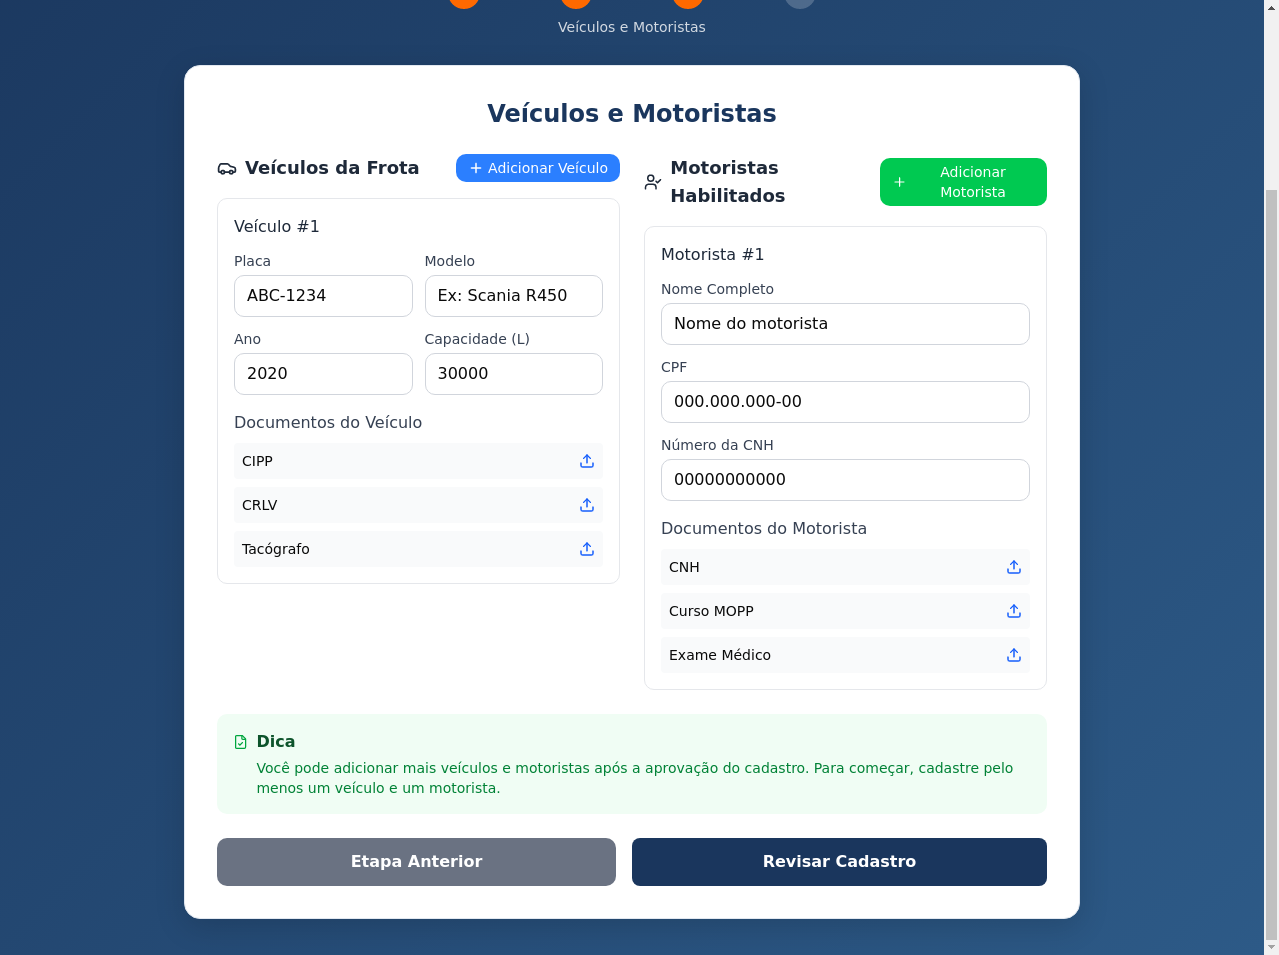 Veículos e Motoristas
Veículos e Motoristas
Veículos da Frota
Adicionar Veículo
Veículo #1
Placa
Modelo
ABC-1234
Ex: Scania R450
Ano
Capacidade (L)
2020
30000
Documentos do Veículo
CIPP
CRLV
Tacógrafo
Motoristas
Habilitados
Adicionar
Motorista
Motorista #1
Nome Completo
Nome do motorista
CPF
000.000.000-00
Número da CNH
00000000000
Documentos do Motorista
CNH
Curso MOPP
Exame Médico
Dica
Você pode adicionar mais veículos e motoristas após a aprovação do cadastro. Para começar, cadastre pelo
menos um veículo e um motorista.
Etapa Anterior
Revisar Cadastro